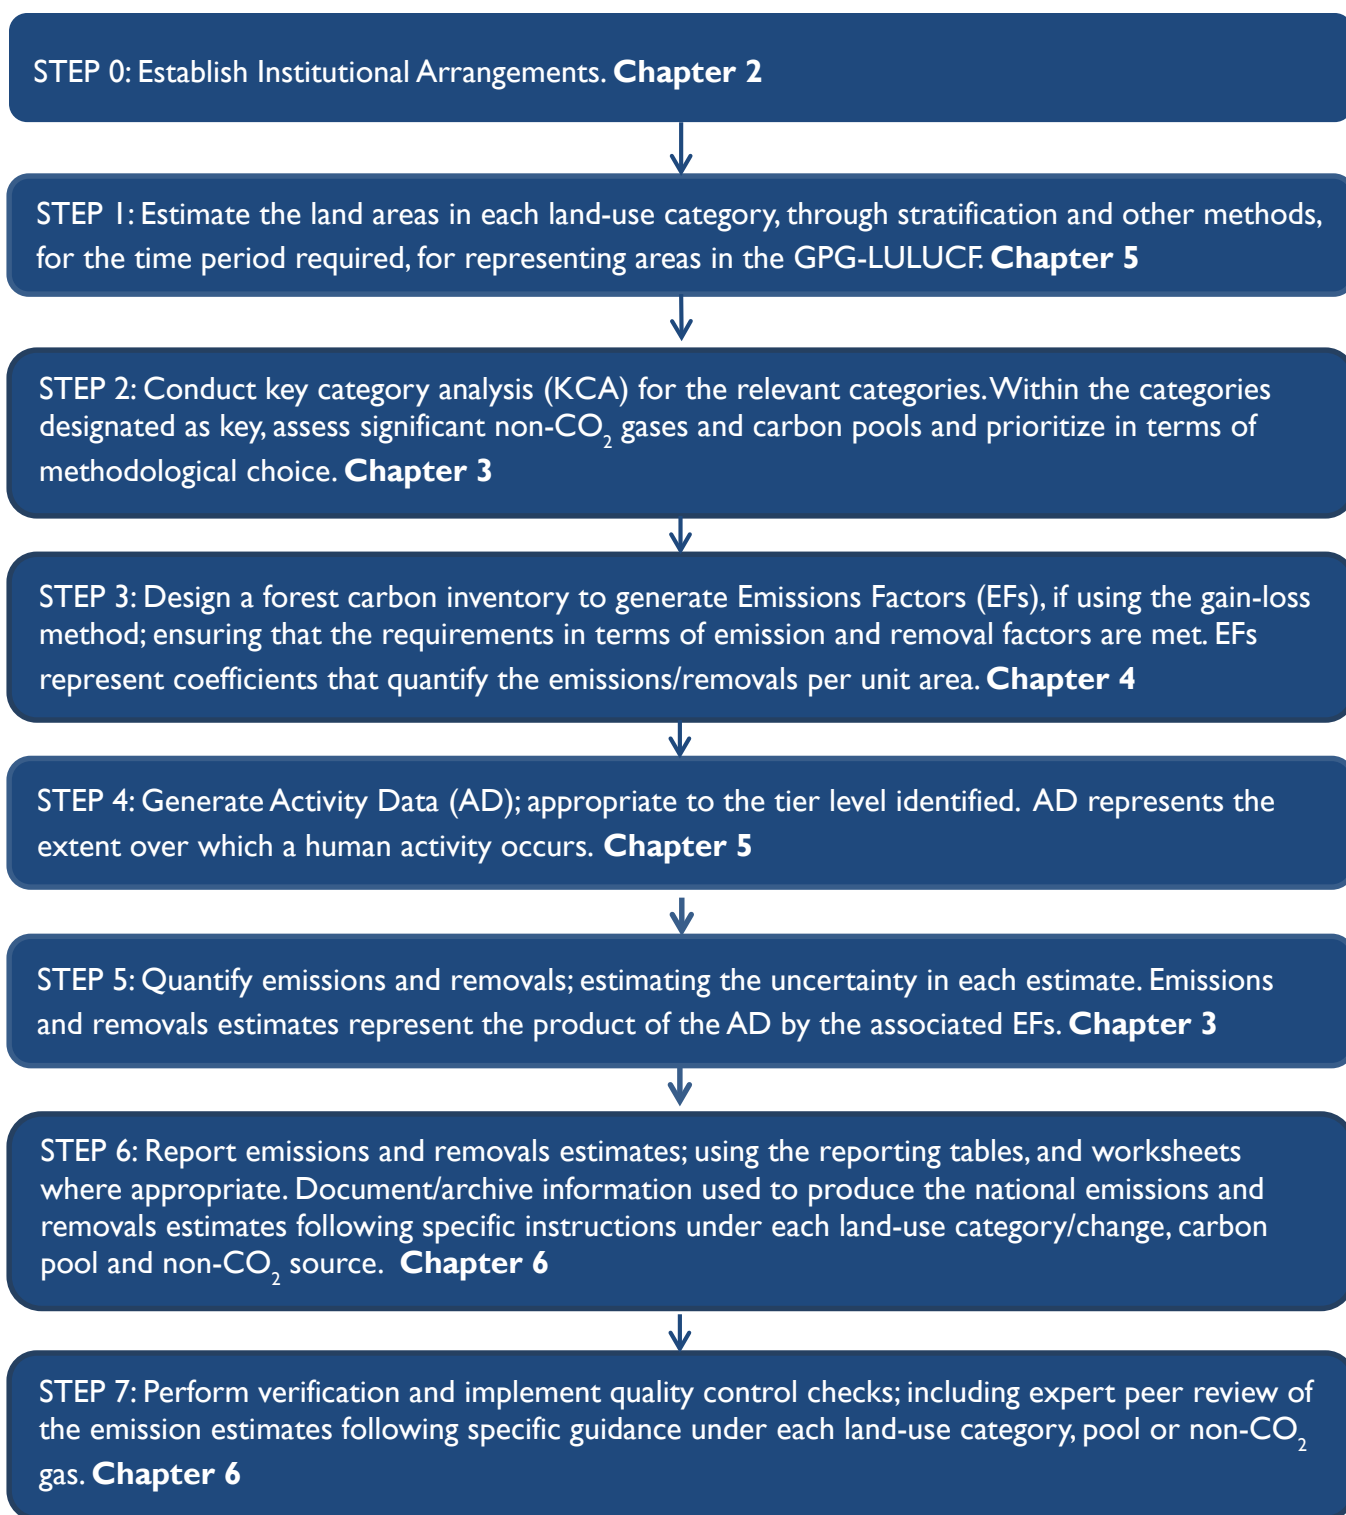 STEP 0: Establish Institutional Arrangements. Chapter 2
STEP 1: Estimate the land areas in each land-use category, through stratification and other methods,
for the time period required, for representing areas in the GPG-LULUCF. Chapter 5
STEP 2: Conduct key category analysis (KCA) for the relevant categories. Within the categories
designated as key, assess significant non-CO₂ gases and carbon pools and prioritize in terms of
methodological choice. Chapter 3
STEP 3: Design a forest carbon inventory to generate Emissions Factors (EFs), if using the gain-loss
method; ensuring that the requirements in terms of emission and removal factors are met. EFs
represent coefficients that quantify the emissions/removals per unit area. Chapter 4
STEP 4: Generate Activity Data (AD); appropriate to the tier level identified. AD represents the
extent over which a human activity occurs. Chapter 5
STEP 5: Quantify emissions and removals; estimating the uncertainty in each estimate. Emissions
and removals estimates represent the product of the AD by the associated EFs. Chapter 3
STEP 6: Report emissions and removals estimates; using the reporting tables, and worksheets
where appropriate. Document/archive information used to produce the national emissions and
removals estimates following specific instructions under each land-use category/change, carbon
pool and non-CO₂ source. Chapter 6
STEP 7: Perform verification and implement quality control checks; including expert peer review of
the emission estimates following specific guidance under each land-use category, pool or non-CO₂
gas. Chapter 6